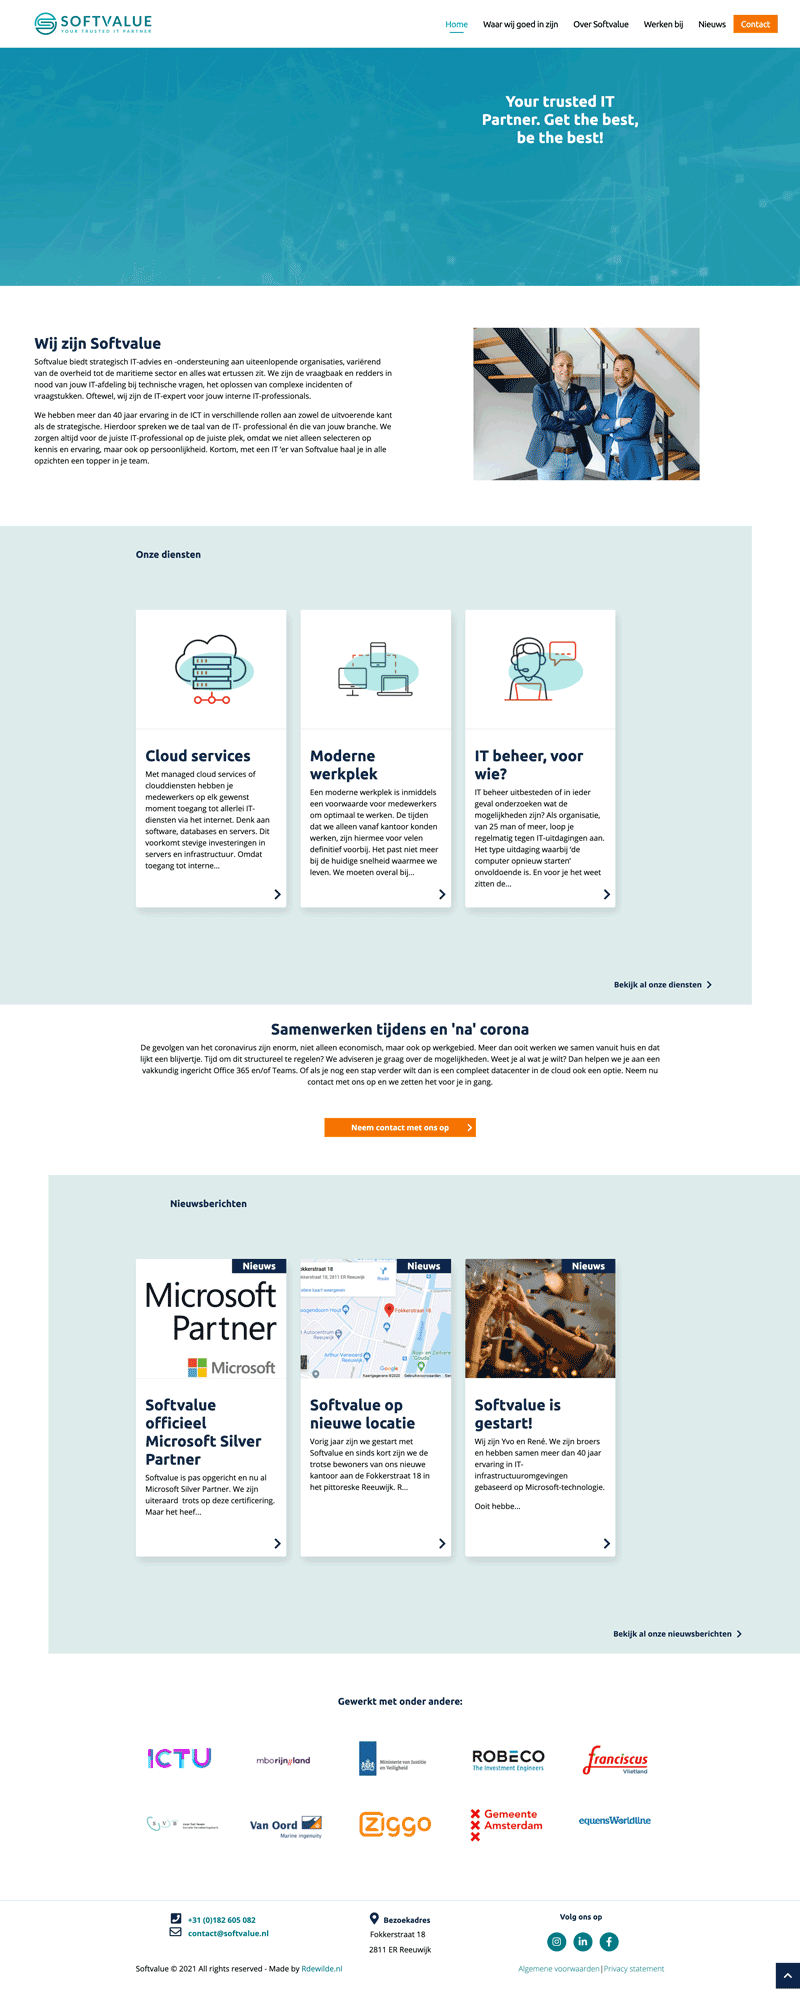 SOFTVALUE
YOUR TRUSTED IT PARTNER
Home
Waar wij goed in zijn
Over Softvalue
Werken bij
Nieuws
Contact
Your trusted IT
Partner. Get the best,
be the best!
Wij zijn Softvalue
Softvalue biedt strategisch IT-advies en -ondersteuning aan uiteenlopende organisaties, variërend
van de overheid tot de maritieme sector en alles wat ertussen zit. We zijn de vraagbaak en redders in
nood van jouw IT-afdeling bij technische vragen, het oplossen van complexe incidenten of
vraagstukken. Oftewel, wij zijn de IT-expert voor jouw interne IT-professionals.
We hebben meer dan 40 jaar ervaring in de ICT in verschillende rollen aan zowel de uitvoerende kant
als de strategische. Hierdoor spreken we de taal van de IT- professional én die van jouw branche. We
zorgen altijd voor de juiste IT-professional op de juiste plek, omdat we niet alleen selecteren op
kennis en ervaring, maar ook op persoonlijkheid. Kortom, met een IT 'er van Softvalue haal je in alle
opzichten een topper in je team.
Onze diensten
Cloud services
Met managed cloud services of
clouddiensten hebben je
medewerkers op elk gewenst
moment toegang tot allerlei IT-
diensten via het internet. Denk aan
software, databases en servers. Dit
voorkomt stevige investeringen in
servers en infrastructuur. Omdat
toegang tot interne...
Moderne
werkplek
Een moderne werkplek is inmiddels
een voorwaarde voor medewerkers
om optimaal te werken. De tijden
dat we alleen vanaf kantoor konden
werken, zijn hiermee voor velen
definitief voorbij. Het past niet meer
bij de huidige snelheid waarmee we
leven. We moeten overal bij...
IT beheer, voor
wie?
IT beheer uitbesteden of in ieder
geval onderzoeken wat de
mogelijkheden zijn? Als organisatie,
van 25 man of meer, loop je
regelmatig tegen IT-uitdagingen aan.
Het type uitdaging waarbij 'de
computer opnieuw starten'
onvoldoende is. En voor je het weet
zitten de...
Bekijk al onze diensten
Samenwerken tijdens en 'na' corona
De gevolgen van het coronavirus zijn enorm, niet alleen economisch, maar ook op werkgebied. Meer dan ooit werken we samen vanuit huis en dat
lijkt een blijvertje. Tijd om dit structureel te regelen? We adviseren je graag over de mogelijkheden. Weet je al wat je wilt? Dan helpen we je aan een
vakkundig ingericht Office 365 en/of Teams. Of als je nog een stap verder wilt dan is een compleet datacenter in de cloud ook een optie. Neem nu
contact met ons op en we zetten het voor je in gang.
Neem contact met ons op
Nieuwsberichten
Nieuws
Microsoft
Partner
Microsoft
Softvalue
officieel
Microsoft Silver
Partner
Softvalue is pas opgericht en nu al
Microsoft Silver Partner. We zijn
uiteraard trots op deze certificering.
Maar het heef...
Nieuws
Fokkerstraat 18
Route
Fokkerstraat 18
Google
Softvalue op
nieuwe locatie
Vorig jaar zijn we gestart met
Softvalue en sinds kort zijn we de
trotse bewoners van ons nieuwe
kantoor aan de Fokkerstraat 18 in
het pittoreske Reeuwijk. R...
Nieuws
Softvalue is
gestart!
Wij zijn Yvo en René. We zijn broers
en hebben samen meer dan 40 jaar
ervaring in IT-
infrastructuuromgevingen
gebaseerd op Microsoft-technologie.
Ooit hebbe...
Bekijk al onze nieuwsberichten
Gewerkt met onder andere:
ICTU
mborijnland
Ministerie van Justitie
en Veiligheid
ROBECO
The Investment Engineers
franciscus
Vlietland
SVB
Van Oord
Marine ingenuity
ziggo
Gemeente
Amsterdam
equensWorldline
+31 (0)182 605 082
contact@softvalue.nl
Bezoekadres
Fokkerstraat 18
2811 ER Reeuwijk
Volg ons op
Softvalue © 2021 All rights reserved - Made by Rdewilde.nl
Algemene voorwaarden|Privacy statement